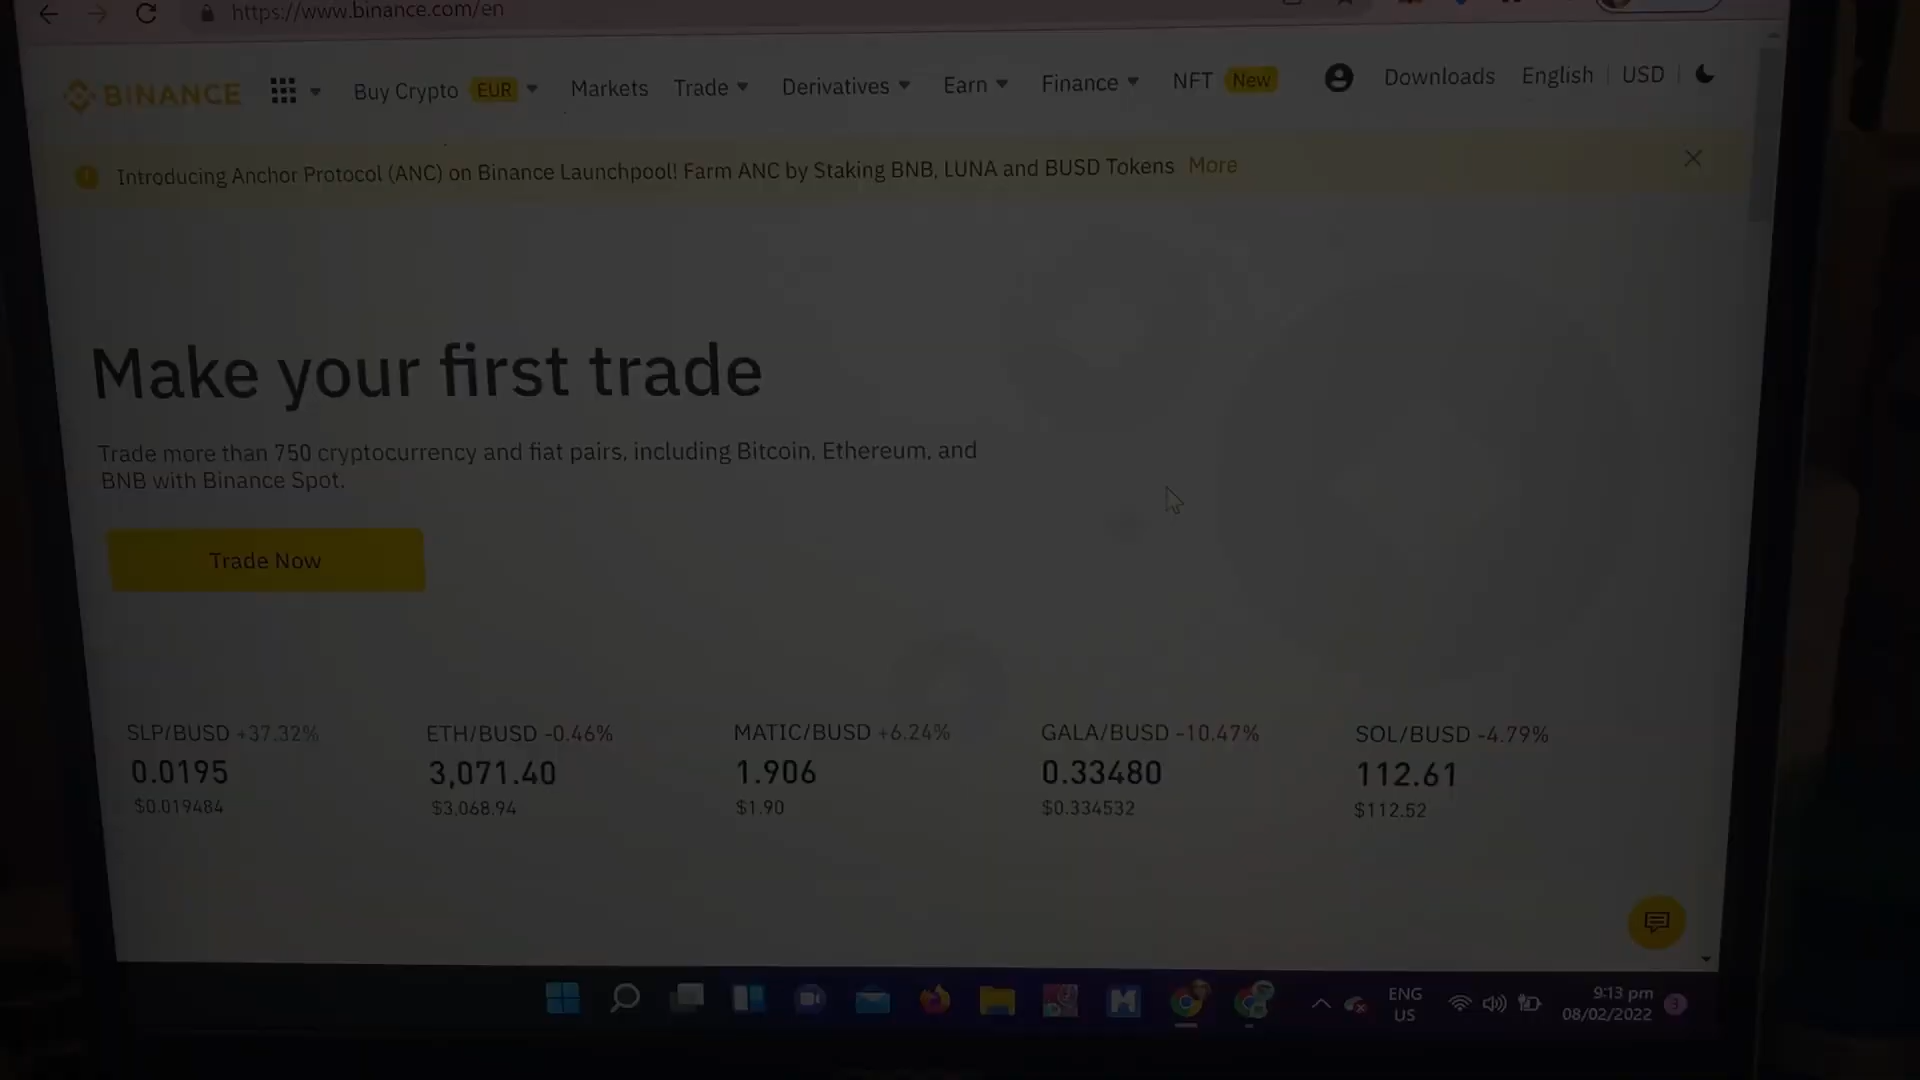 https://www.binance.com/en
BINANCE Buy Crypto EUR Markets Trade Derivatives Earn Finance NFT New Downloads English USD
Introducing Anchor Protocol (ANC) on Binance Launchpool! Farm ANC by Staking BNB, LUNA and BUSD Tokens More
Make your first trade
Trade more than 750 cryptocurrency and fiat pairs, including Bitcoin, Ethereum, and
BNB with Binance Spot.
Trade Now
SLP/BUSD +37.32% ETH/BUSD -0.46% MATIC/BUSD +6.24% GALA/BUSD -10.47% SOL/BUSD -4.79%
0.0195 3,071.40 1.906 0.33480 112.61
$0.019484 $3,068.94 $1.90 $0.334532 $112.52
ENG 9:13 pm 3
US 08/02/2022